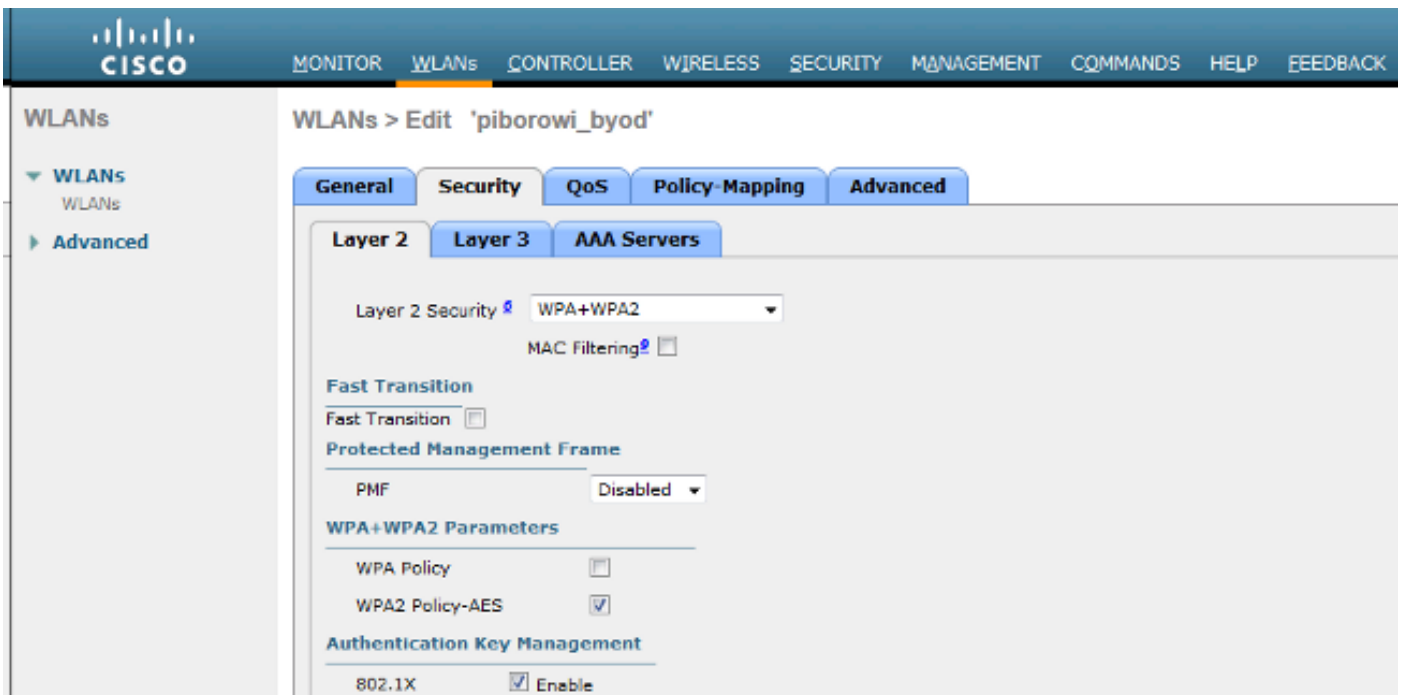 CISCO
MONITOR WLANs CONTROLLER WIRELESS SECURITY MANAGEMENT COMMANDS HELP FEEDBACK
WLANs
WLANs
WLANs
Advanced
WLANs > Edit 'piborowi_byod'
General Security QoS Policy-Mapping Advanced
Layer 2 Layer 3 AAA Servers
Layer 2 Security 6 WPA+WPA2
MAC Filtering9
Fast Transition
Fast Transition
Protected Management Frame
PMF Disabled
WPA+WPA2 Parameters
WPA Policy
WPA2 Policy-AES
Authentication Key Management
802.1X Enable